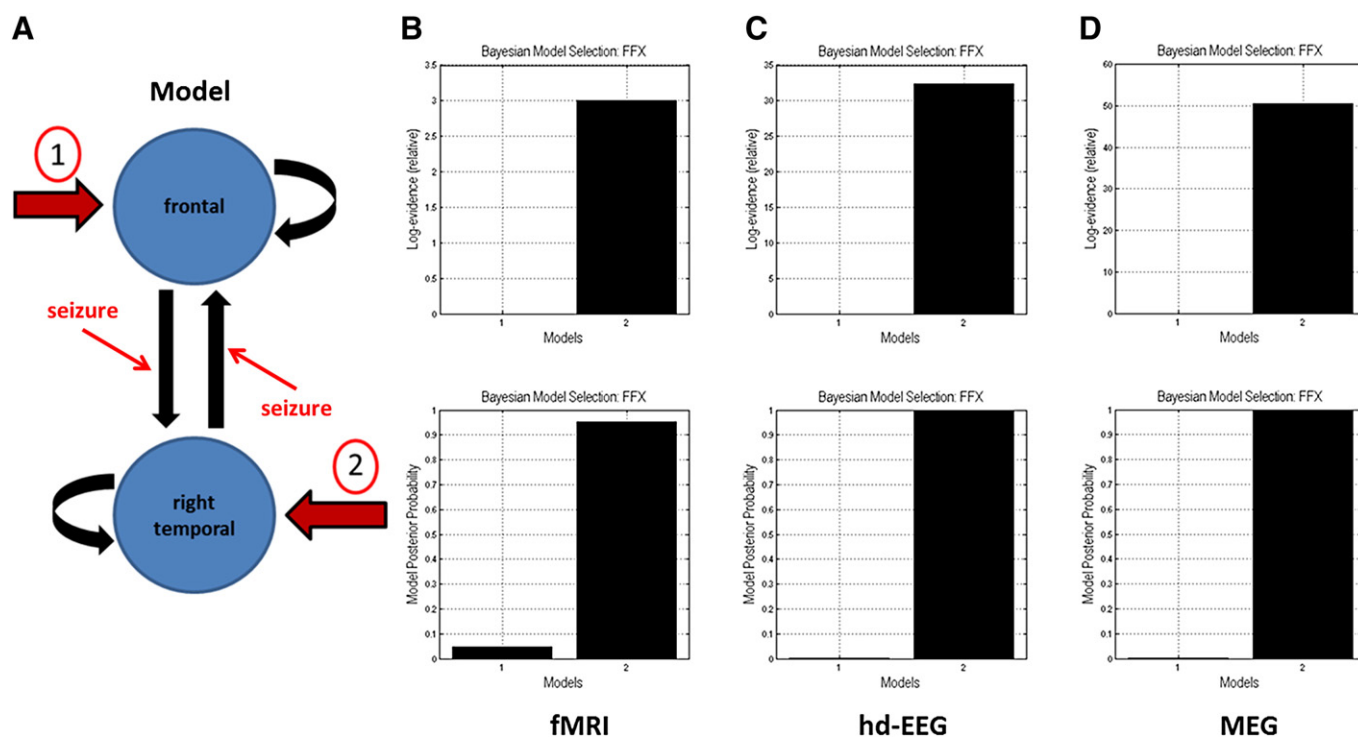 A
Model
1
frontal
seizure
seizure
2
right
temporal
B
Bayesian Model Selection: FFX
3.5
3
2.5
2
1.5
1
0.5
0
Log-evidence (relative)
1
2
Models
Bayesian Model Selection: FFX
1
0.9
0.8
0.7
0.6
0.5
0.4
0.3
0.2
0.1
0
Model Posterior Probability
1
2
Models
fMRI
C
Bayesian Model Selection: FFX
35
30
25
20
15
10
5
0
Log-evidence (relative)
1
2
Models
Bayesian Model Selection: FFX
1
0.9
0.8
0.7
0.6
0.5
0.4
0.3
0.2
0.1
0
Model Posterior Probability
1
2
Models
hd-EEG
D
Bayesian Model Selection: FFX
60
50
40
30
20
10
0
Log-evidence (relative)
1
2
Models
Bayesian Model Selection: FFX
1
0.9
0.8
0.7
0.6
0.5
0.4
0.3
0.2
0.1
0
Model Posterior Probability
1
2
Models
MEG